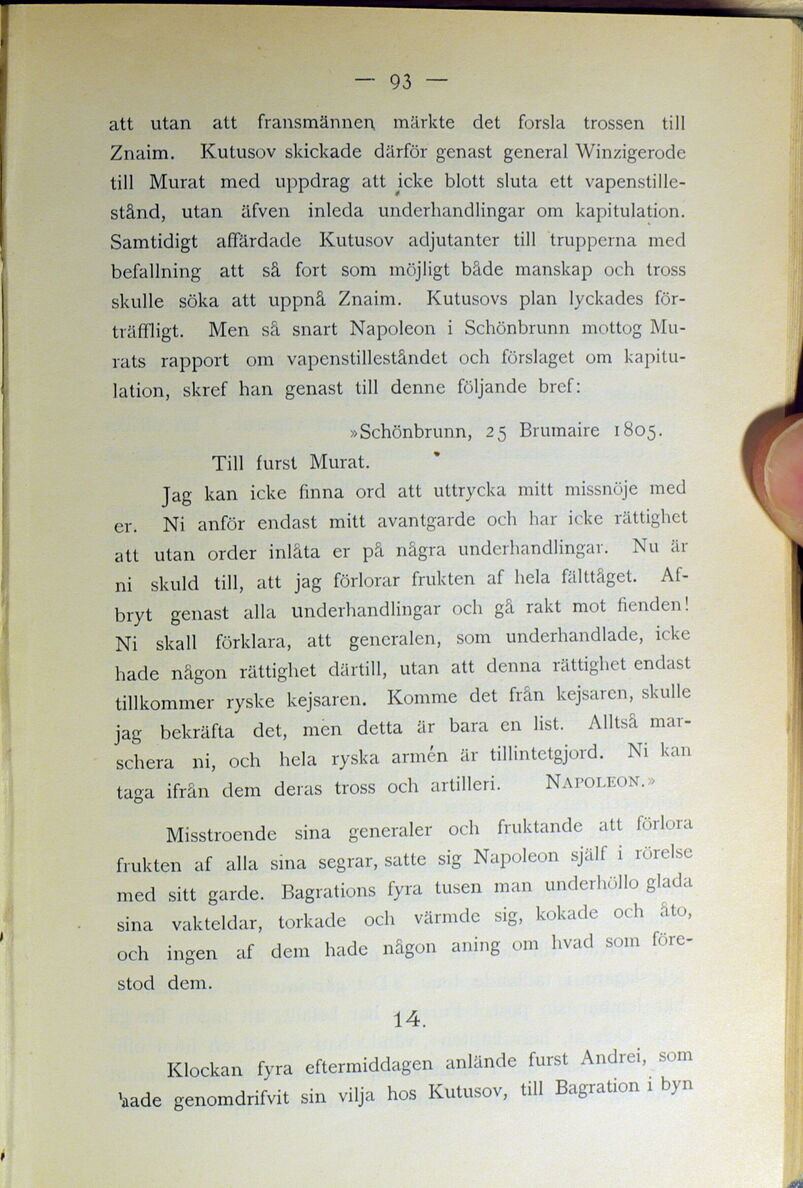 — 93 —
att utan att fransmännen märkte det forsla trossen till
Znaim. Kutusov skickade därför genast general Winzigerode
till Murat med uppdrag att icke blott sluta ett vapenstille-
stånd, utan äfven inleda underhandlingar om kapitulation.
Samtidigt affärdade Kutusov adjutanter till trupperna med
befallning att så fort som möjligt både manskap och tross
skulle söka att uppnå Znaim. Kutusovs plan lyckades för-
träffligt. Men så snart Napoleon i Schönbrunn mottog Mu-
rats rapport om vapenstilleståndet och förslaget om kapitu-
lation, skref han genast till denne följande bref:
»Schönbrunn, 25 Brumaire 1805.
Till furst Murat.
Jag kan icke finna ord att uttrycka mitt missnöje med
er. Ni anför endast mitt avantgarde och har icke rättighet
att utan order inlåta er på några underhandlingar. Nu är
ni skuld till, att jag förlorar frukten af hela fälttåget. Af-
bryt genast alla underhandlingar och gå rakt mot fienden!
Ni skall förklara, att generalen, som underhandlade, icke
hade någon rättighet därtill, utan att denna rättighet endast
tillkommer ryske kejsaren. Komme det från kejsaren, skulle
jag bekräfta det, men detta är bara en list. Alltså mar-
schera ni, och hela ryska armén är tillintetgjord. Ni kan
taga ifrån dem deras tross och artilleri. NAPOLEON.»
Misstroende sina generaler och fruktande att förlora
frukten af alla sina segrar, satte sig Napoleon själf i rörelse
med sitt garde. Bagrations fyra tusen man underhöllo glada
sina vakteldar, torkade och värmde sig, kokade och åto,
och ingen af dem hade någon aning om hvad som före-
stod dem.
14.
Klockan fyra eftermiddagen anlände furst Andrei, som
hade genomdrifvit sin vilja hos Kutusov, till Bagration i byn